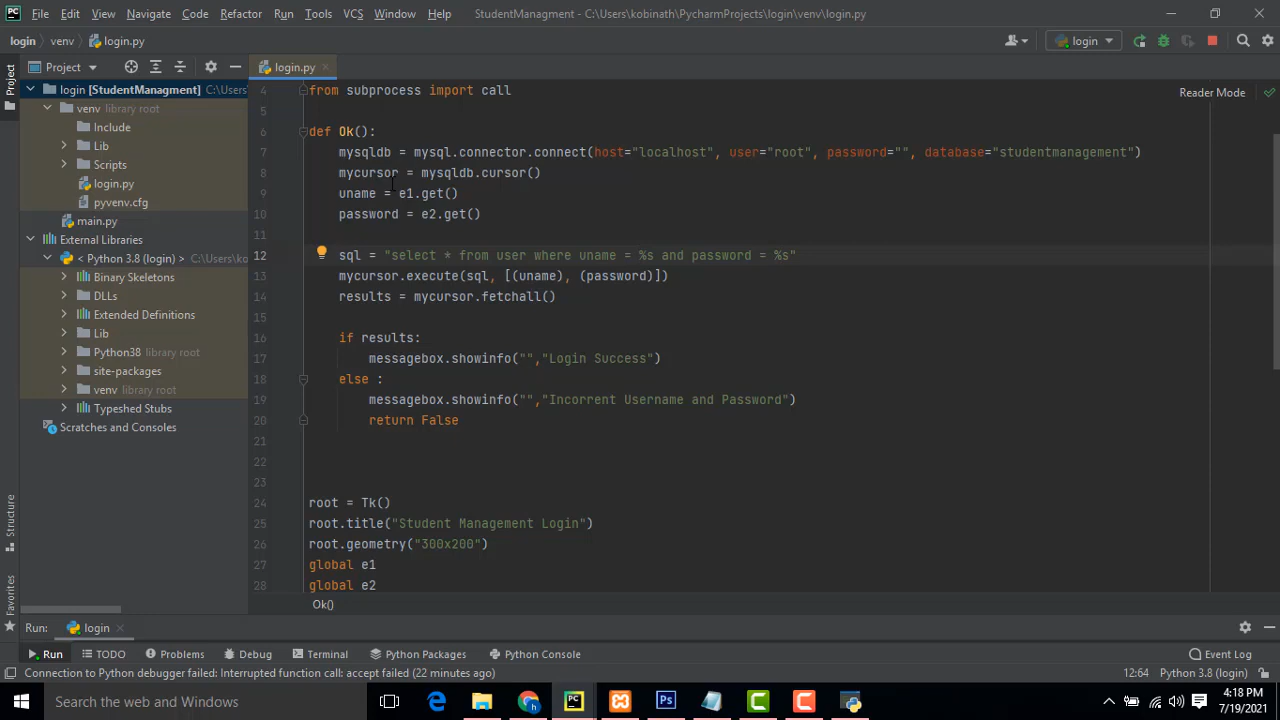 PC File Edit View Navigate Code Refactor Run Tools VCS Window Help StudentManagment - C:\Users\kobinath\PycharmProjects\login\venv\login.py
login venv login.py login
Project login.py
Project
login [StudentManagment] C:\Users
venv library root
Include
Lib
Scripts
login.py
pyvenv.cfg
main.py
External Libraries
< Python 3.8 (login) > C:\Users\ko
Binary Skeletons
DLLs
Extended Definitions
Lib
Python38 library root
site-packages
venv library root
Typeshed Stubs
Scratches and Consoles
Reader Mode
4 from subprocess import call
5
6 def Ok():
7 mysqldb = mysql.connector.connect(host="localhost", user="root", password="", database="studentmanagement")
8 mycursor = mysqldb.cursor()
9 uname = e1.get()
10 password = e2.get()
11
12 sql = "select * from user where uname = %s and password = %s"
13 mycursor.execute(sql, [(uname), (password)])
14 results = mycursor.fetchall()
15
16 if results:
17 messagebox.showinfo("","Login Success")
18 else :
19 messagebox.showinfo("","Incorrent Username and Password")
20 return False
21
22
23
24 root = Tk()
25 root.title("Student Management Login")
26 root.geometry("300x200")
27 global e1
28 global e2
Ok()
Structure
Favorites
Run: login
Run TODO Problems Debug Terminal Python Packages Python Console Event Log
Connection to Python debugger failed: Interrupted function call: accept failed (22 minutes ago) 12:64 Python 3.8 (login)
Search the web and Windows
PC
Ps
4:18 PM
7/19/2021